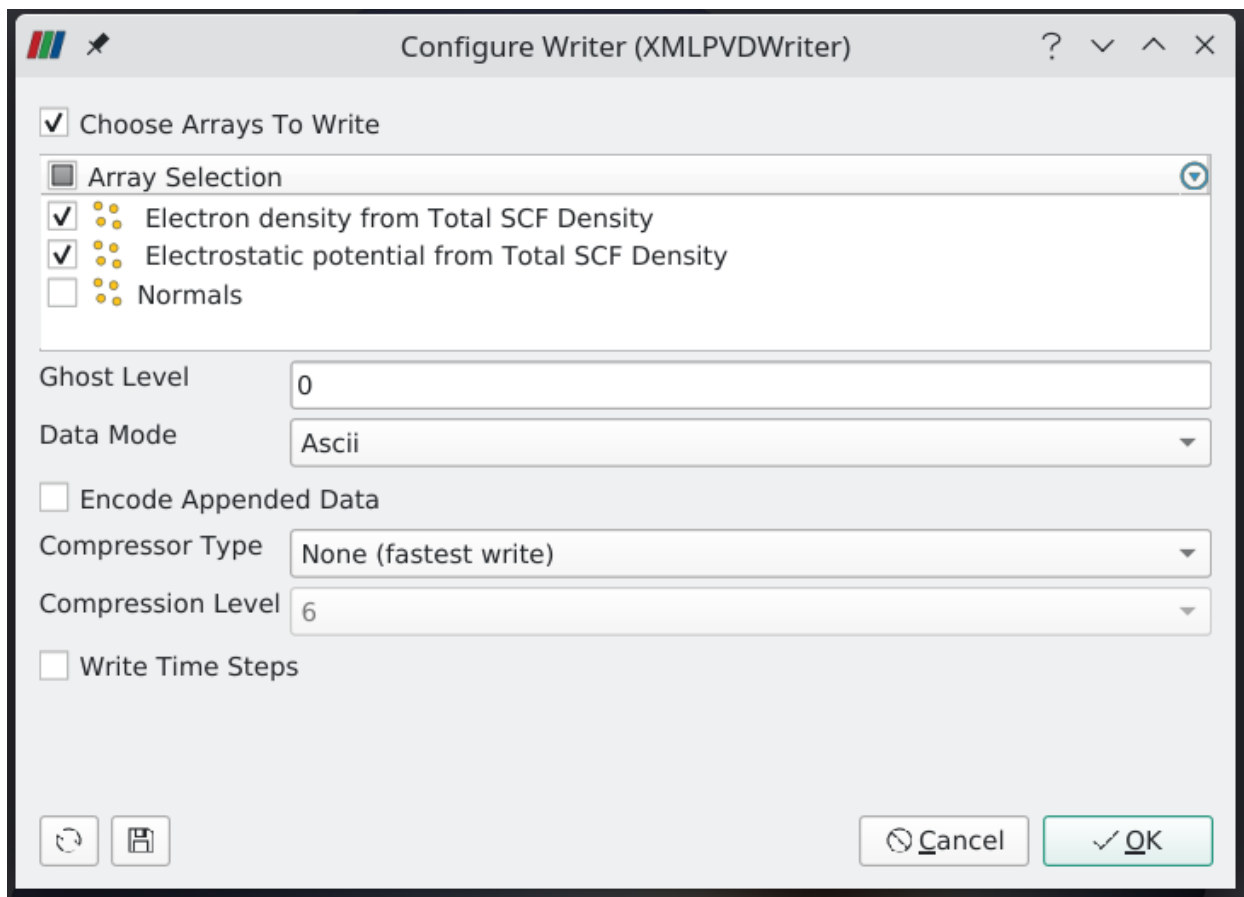 Configure Writer (XMLPVDWriter)
Choose Arrays To Write
Array Selection
Electron density from Total SCF Density
Electrostatic potential from Total SCF Density
Normals
Ghost Level 0
Data Mode Ascii
Encode Appended Data
Compressor Type None (fastest write)
Compression Level 6
Write Time Steps
Cancel OK